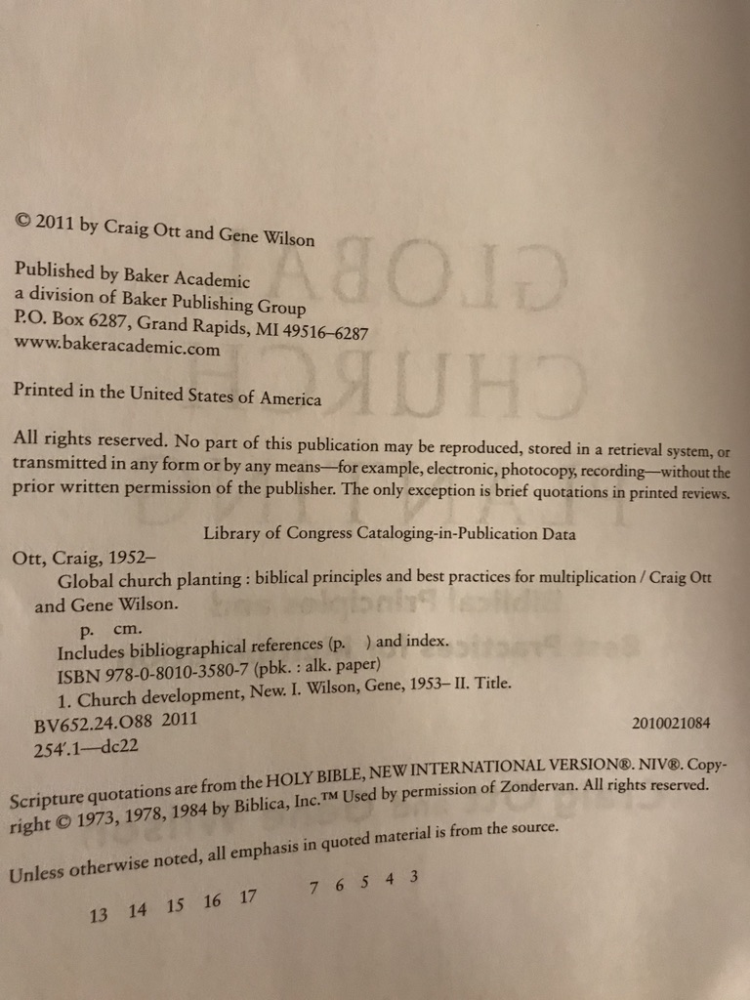 © 2011 by Craig Ott and Gene Wilson
Published by Baker Academic
a division of Baker Publishing Group
P.O. Box 6287, Grand Rapids, MI 49516–6287
www.bakeracademic.com
Printed in the United States of America
All rights reserved. No part of this publication may be reproduced, stored in a retrieval system, or
transmitted in any form or by any means—for example, electronic, photocopy, recording—without the
prior written permission of the publisher. The only exception is brief quotations in printed reviews.
Library of Congress Cataloging-in-Publication Data
Ott, Craig, 1952–
Global church planting : biblical principles and best practices for multiplication / Craig Ott
and Gene Wilson.
p. cm.
Includes bibliographical references (p. ) and index.
ISBN 978-0-8010-3580-7 (pbk. : alk. paper)
1. Church development, New. I. Wilson, Gene, 1953– II. Title.
BV652.24.O88 2011
2010021084
254′.1—dc22
Scripture quotations are from the HOLY BIBLE, NEW INTERNATIONAL VERSION®. NIV®. Copy-
right © 1973, 1978, 1984 by Biblica, Inc.™ Used by permission of Zondervan. All rights reserved.
Unless otherwise noted, all emphasis in quoted material is from the source.
13 14 15 16 17 7 6 5 4 3